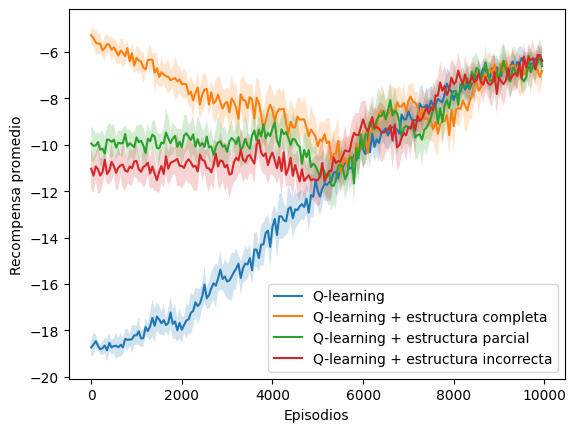 Recompensa promedio
−6
−8
−10
−12
−14
−16
−18
−20
Q-learning
Q-learning + estructura completa
Q-learning + estructura parcial
Q-learning + estructura incorrecta
0 2000 4000 6000 8000 10000
Episodios